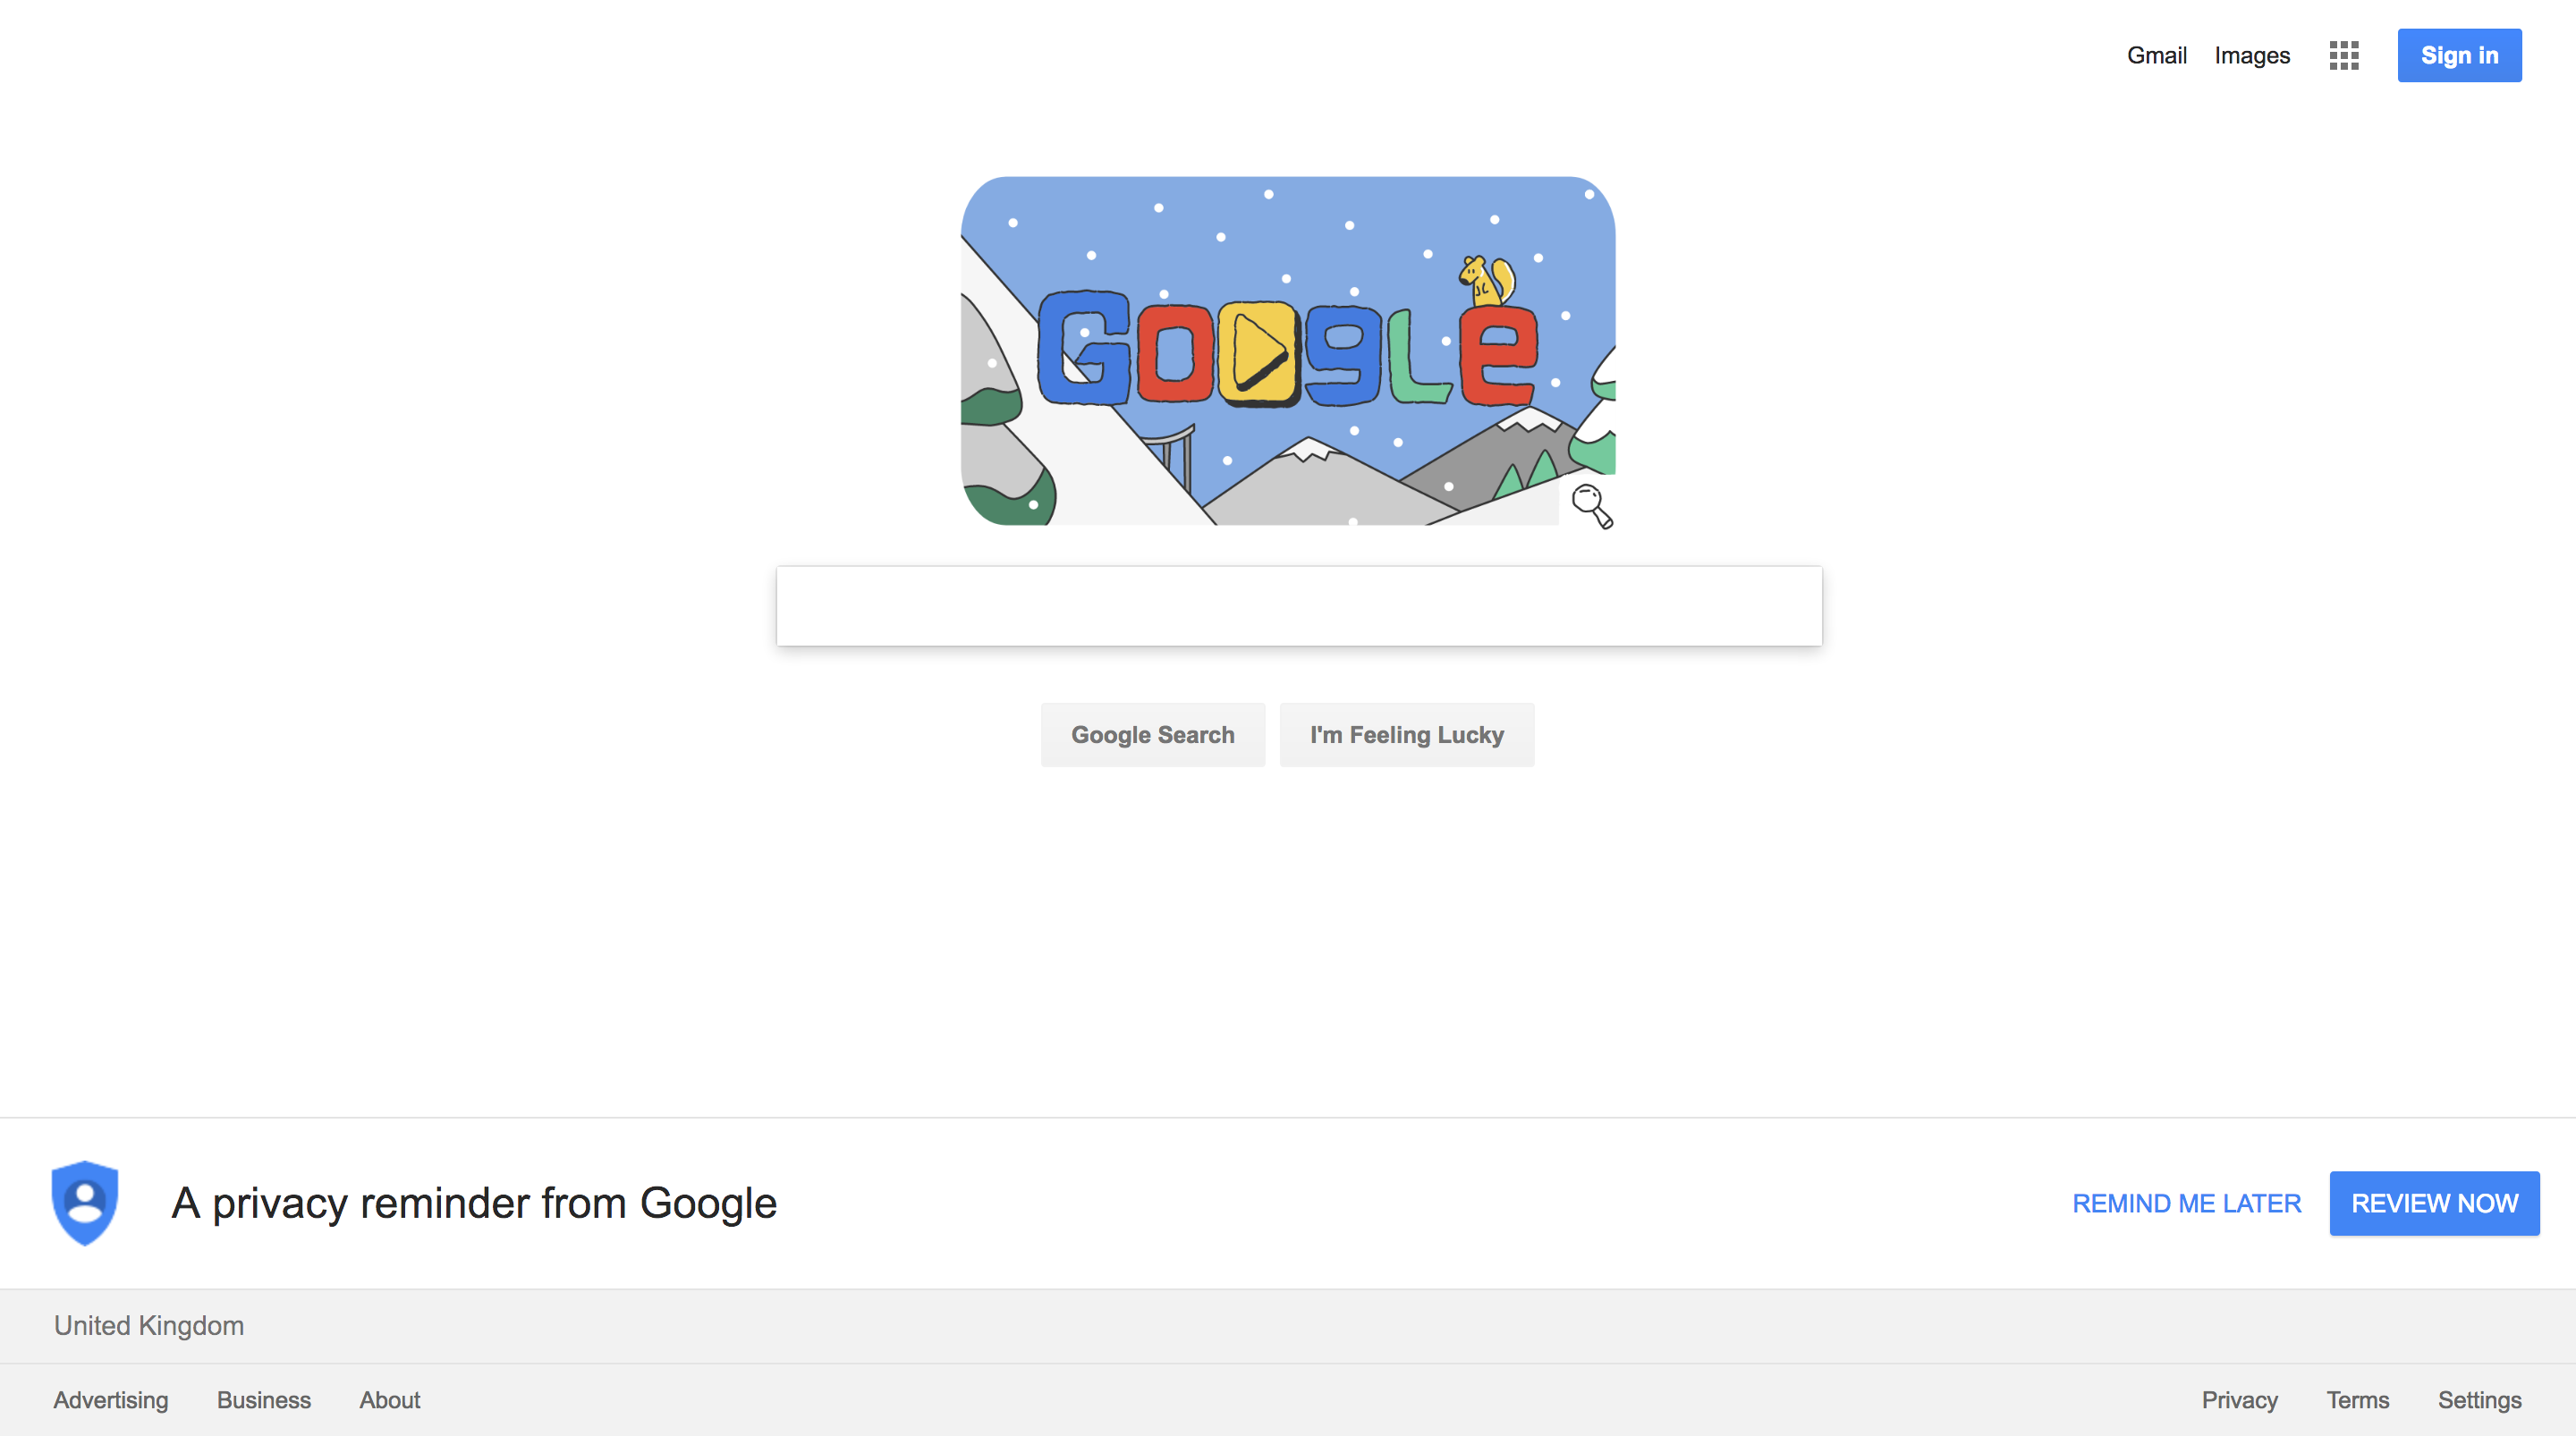 Gmail Images Sign in
Google
Google Search I'm Feeling Lucky
A privacy reminder from Google REMIND ME LATER REVIEW NOW
United Kingdom
Advertising Business About Privacy Terms Settings